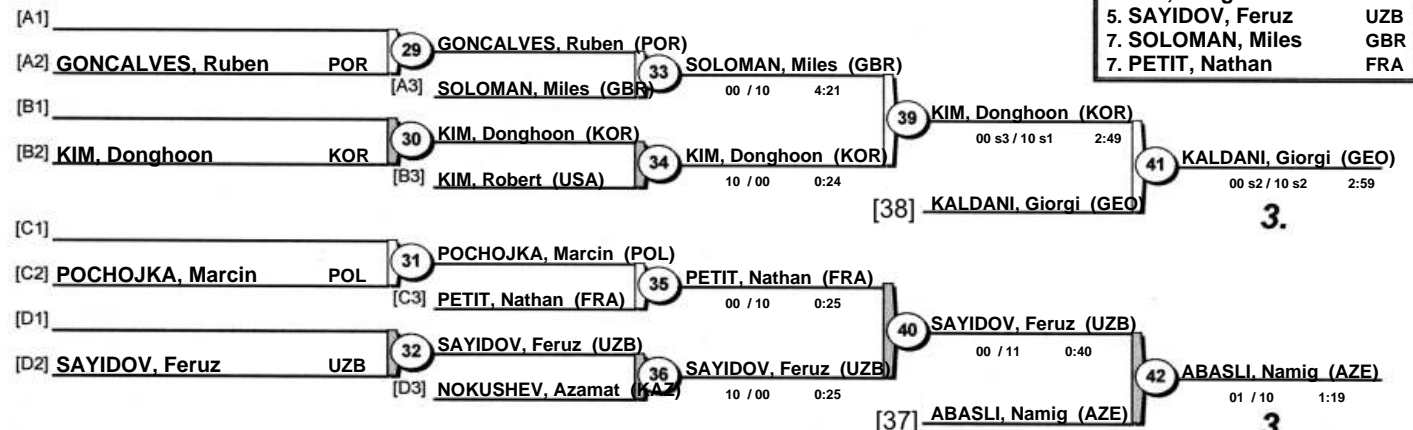 [A1]
[A2] GONCALVES, Ruben POR
29
GONCALVES, Ruben (POR)
[A3] SOLOMAN, Miles (GBR)
33
SOLOMAN, Miles (GBR)
00 / 10 4:21
[B1]
[B2] KIM, Donghoon KOR
30
KIM, Donghoon (KOR)
[B3] KIM, Robert (USA)
34
KIM, Donghoon (KOR)
10 / 00 0:24
39
KIM, Donghoon (KOR)
00 s3 / 10 s1 2:49
[38] KALDANI, Giorgi (GEO)
41
KALDANI, Giorgi (GEO)
00 s2 / 10 s2 2:59
3.
[C1]
[C2] POCHOJKA, Marcin POL
31
POCHOJKA, Marcin (POL)
[C3] PETIT, Nathan (FRA)
35
PETIT, Nathan (FRA)
00 / 10 0:25
[D1]
[D2] SAYIDOV, Feruz UZB
32
SAYIDOV, Feruz (UZB)
[D3] NOKUSHEV, Azamat (KAZ)
36
SAYIDOV, Feruz (UZB)
10 / 00 0:25
40
SAYIDOV, Feruz (UZB)
00 / 11 0:40
[37] ABASLI, Namig (AZE)
42
ABASLI, Namig (AZE)
01 / 10 1:19
3
5. SAYIDOV, Feruz UZB
7. SOLOMAN, Miles GBR
7. PETIT, Nathan FRA